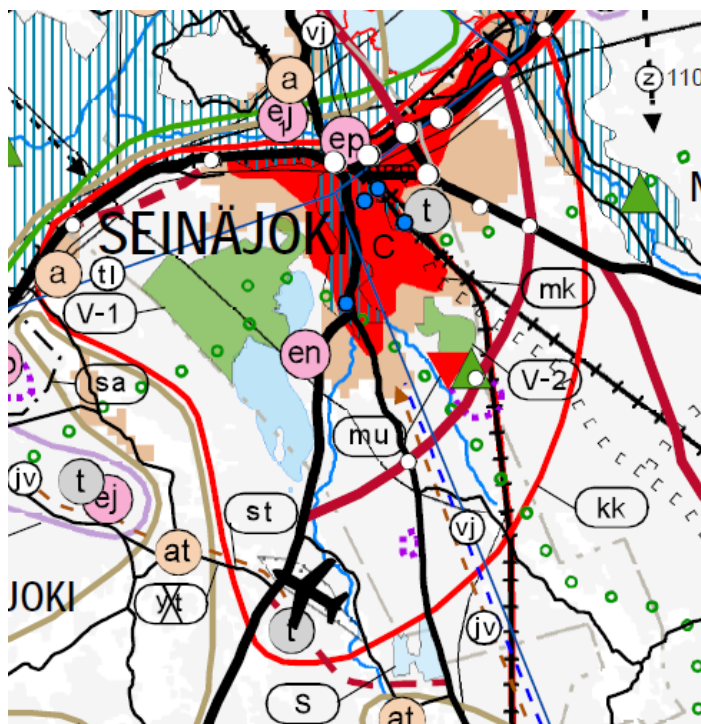 vj
a
z 110
ej
1
ep
t
SEINÄJOKI
C
a
tl
mk
V-1
en
V-2
sa
mu
t
jv
ej
st
kk
vj
at
JOKI
yt
t
jv
S
at